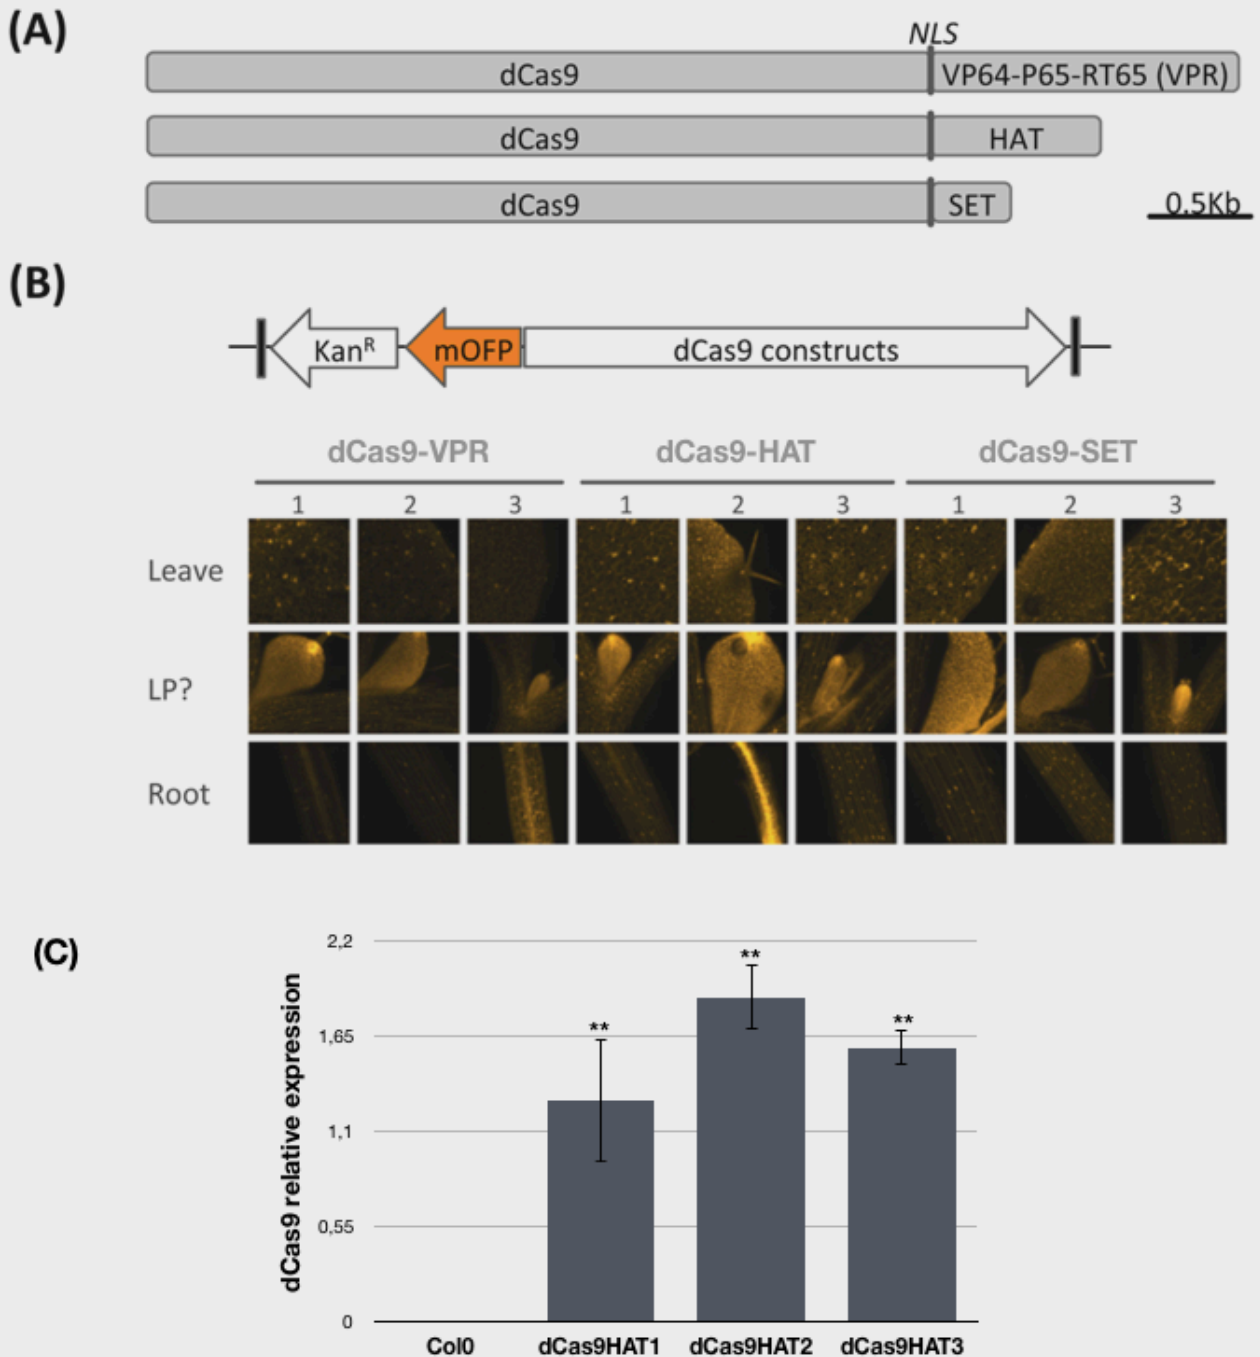 (A)
NLS
dCas9 VP64-P65-RT65 (VPR)
dCas9 HAT
dCas9 SET 0.5Kb
(B)
KanR mOFP dCas9 constructs
dCas9-VPR dCas9-HAT dCas9-SET
1 2 3 1 2 3 1 2 3
Leave
LP?
Root
(C)
dCas9 relative expression
2,2
1,65
1,1
0,55
0
** ** **
Col0 dCas9HAT1 dCas9HAT2 dCas9HAT3